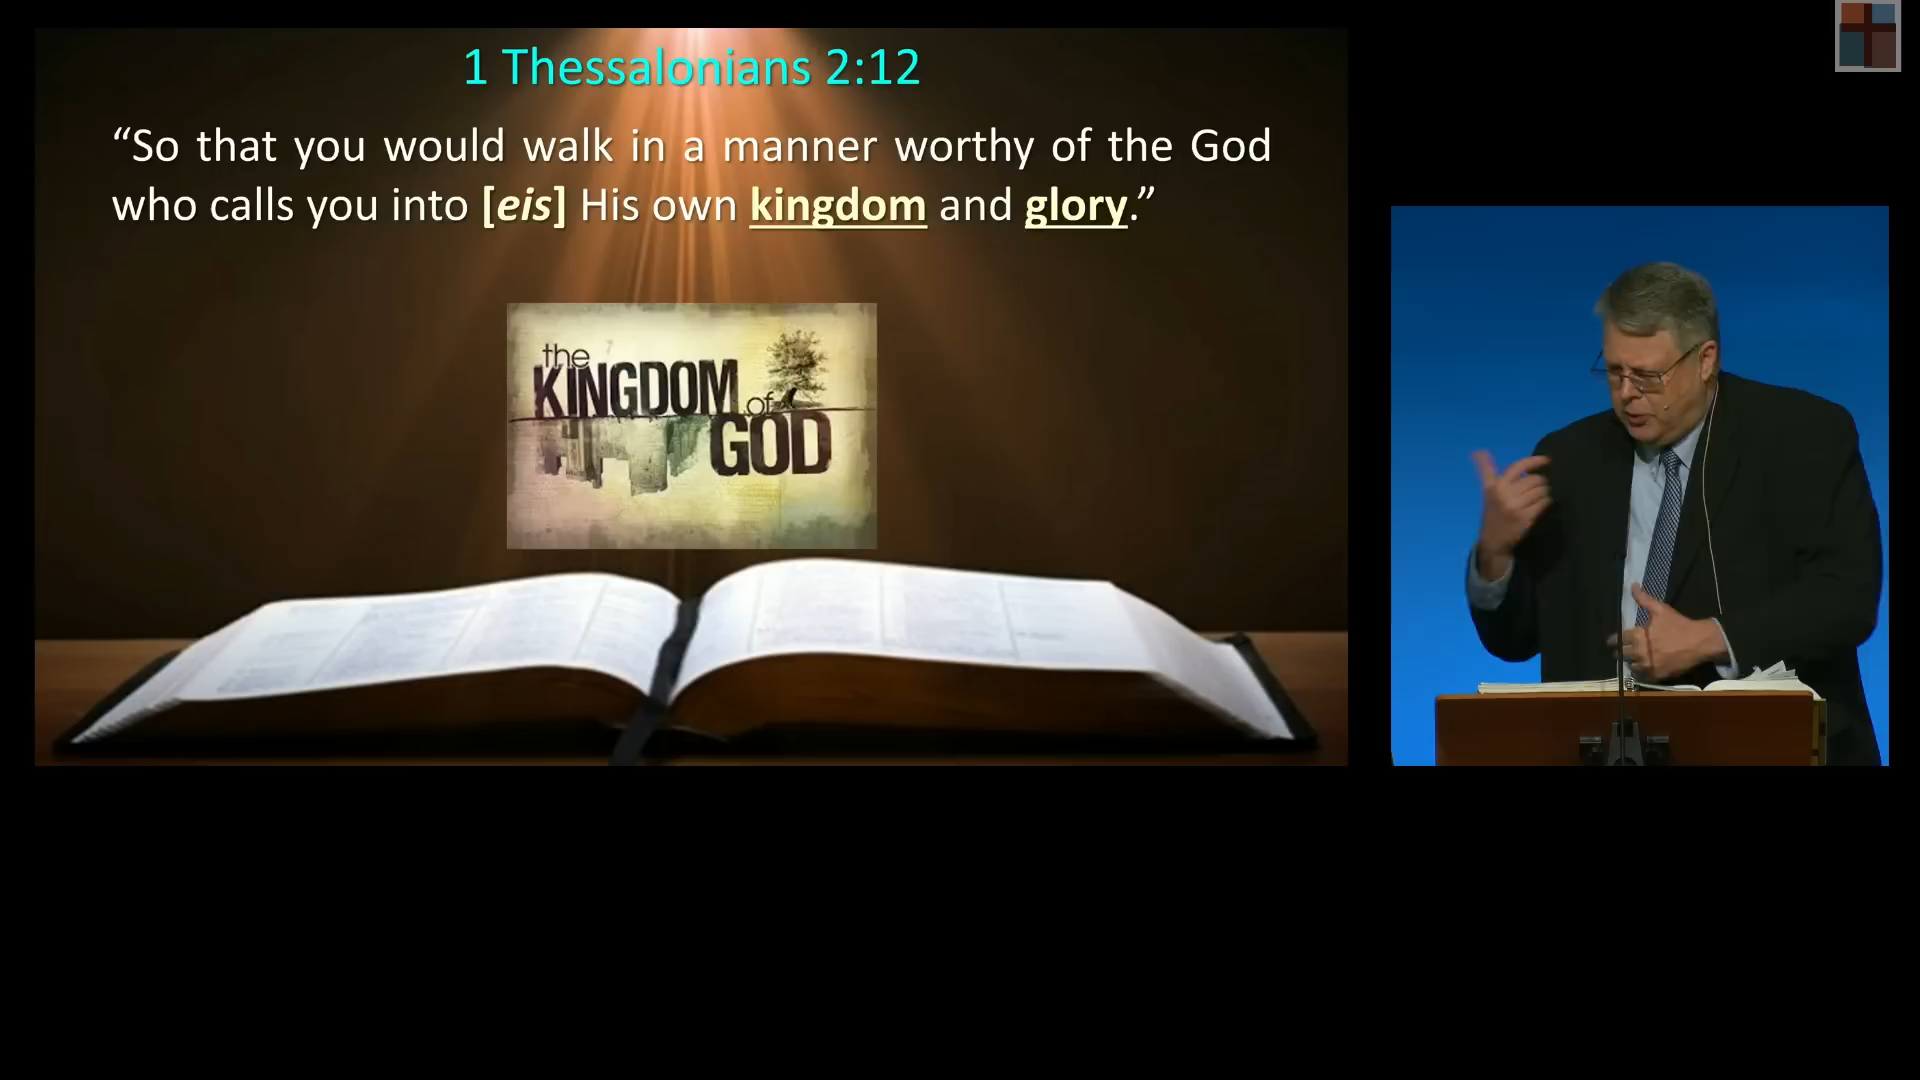 1 Thessalonians 2:12
“So that you would walk in a manner worthy of the God
who calls you into [eis] His own kingdom and glory.”
the
KINGDOM of
GOD